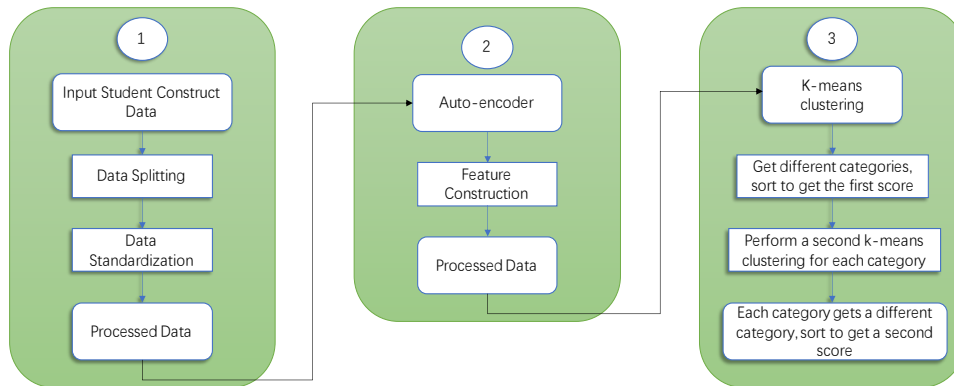 1
Input Student Construct
Data
Data Splitting
Data
Standardization
Processed Data
2
Auto-encoder
Feature
Construction
Processed Data
3
K-means
clustering
Get different categories,
sort to get the first score
Perform a second k-means
clustering for each category
Each category gets a different
category, sort to get a second
score